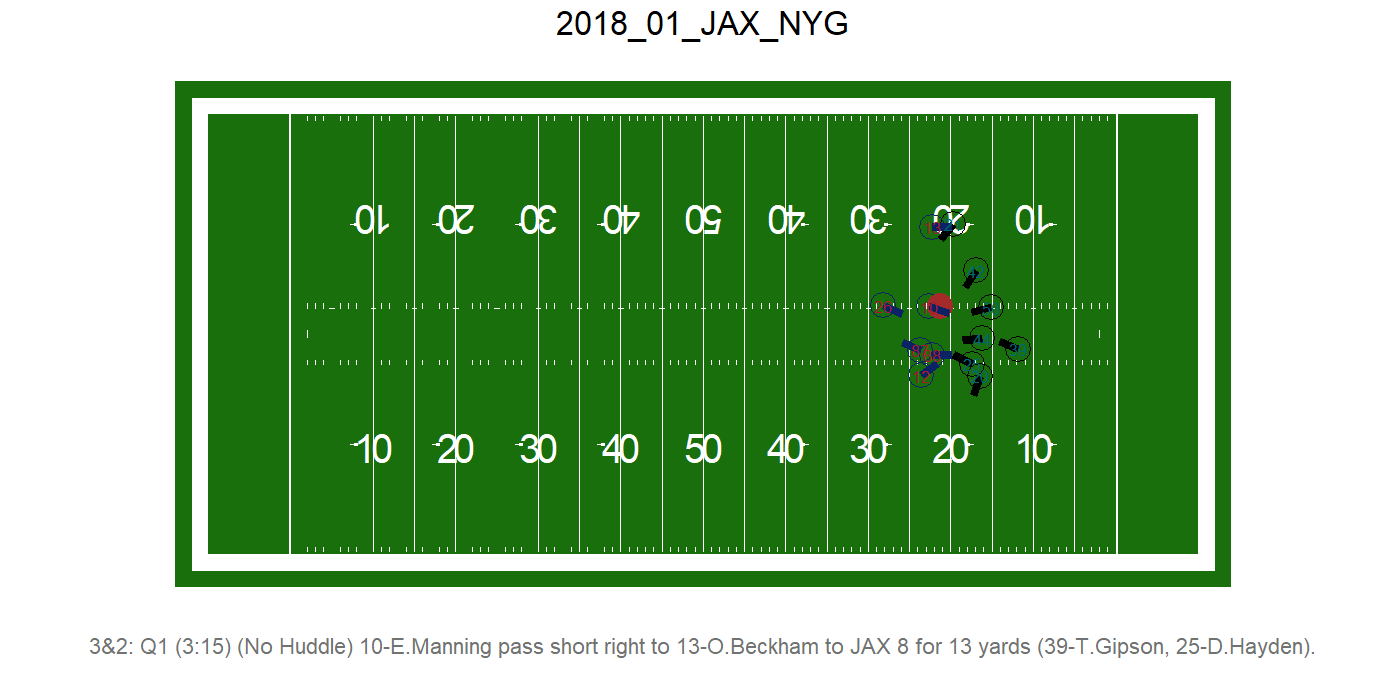 2018_01_JAX_NYG
10 20 30 40 50 40 30 20 10
26
12
10 20 30 40 50 40 30 20 10
3&2: Q1 (3:15) (No Huddle) 10-E.Manning pass short right to 13-O.Beckham to JAX 8 for 13 yards (39-T.Gipson, 25-D.Hayden).